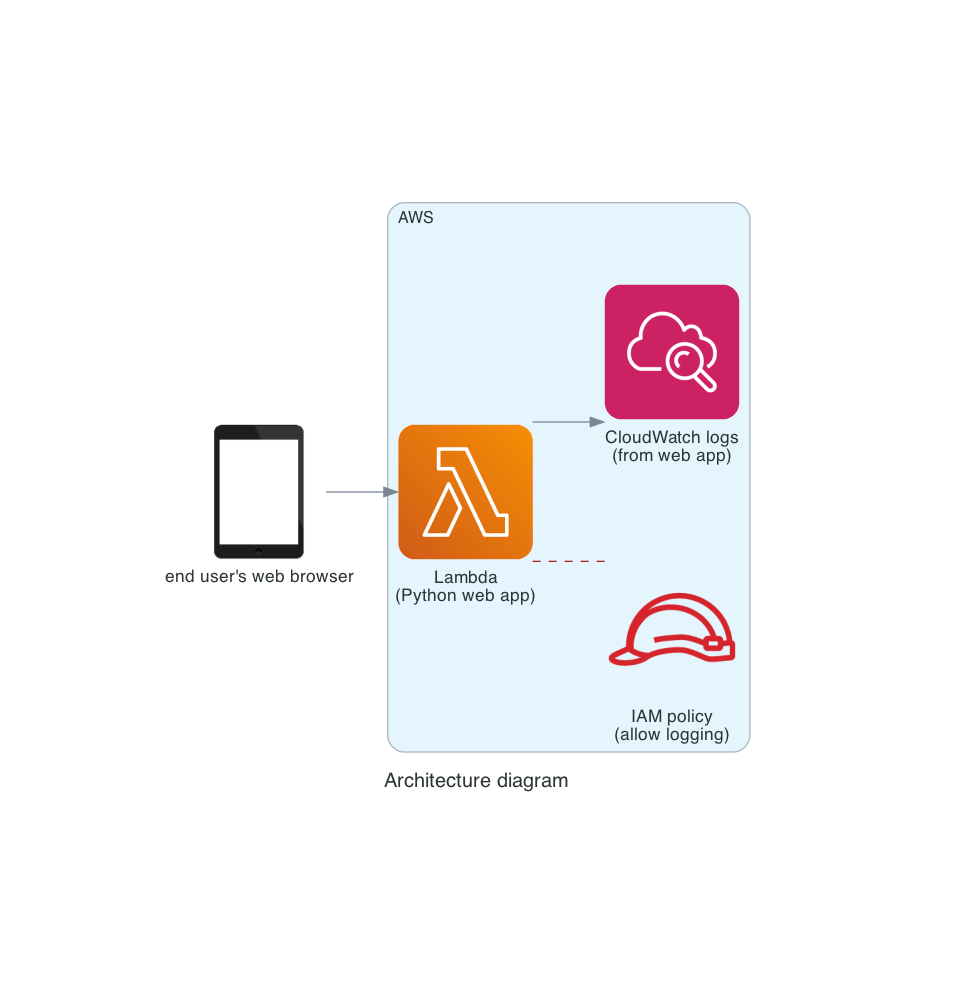 AWS
CloudWatch logs
(from web app)
end user's web browser
Lambda
(Python web app)
IAM policy
(allow logging)
Architecture diagram